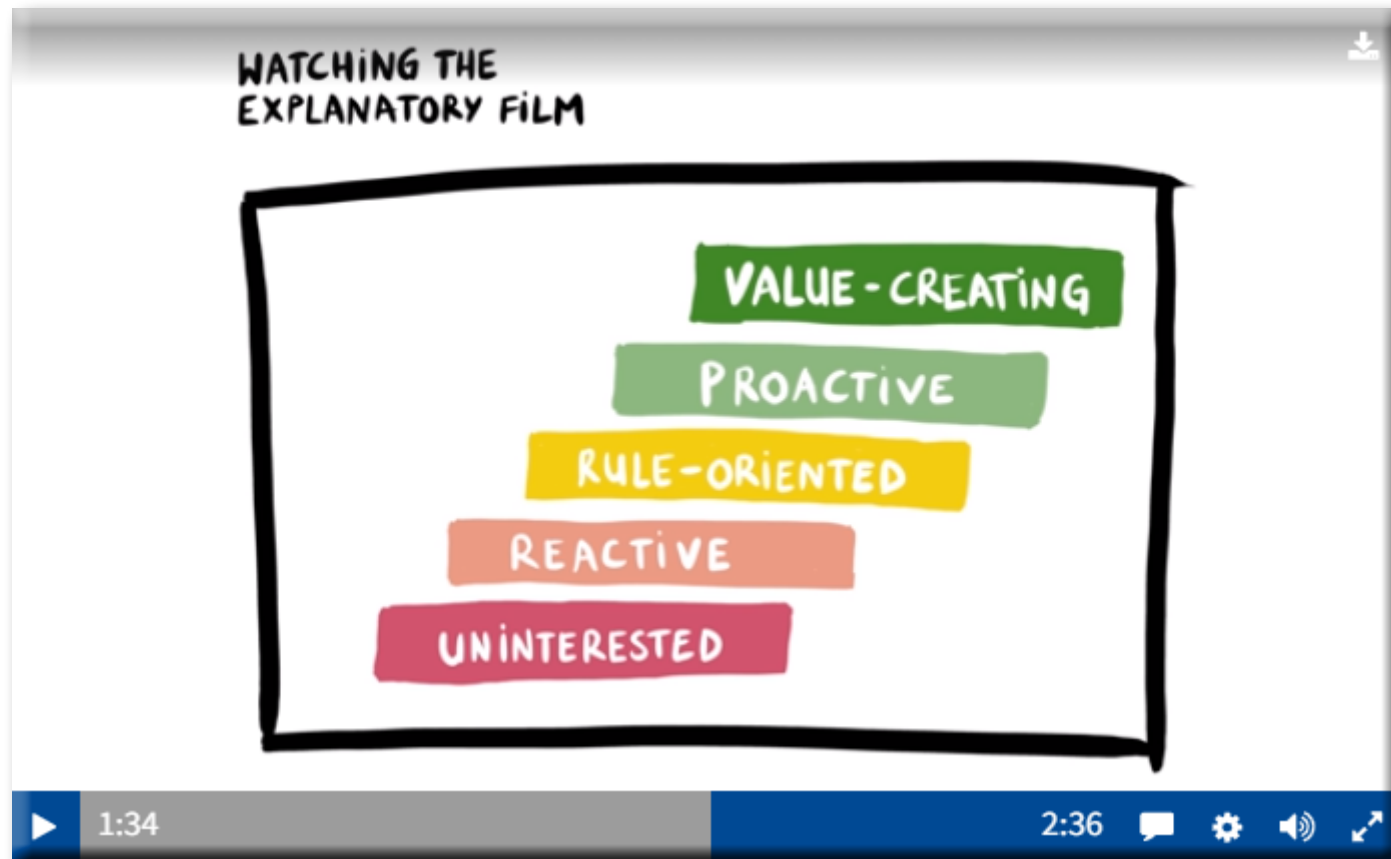 WATCHING THE
EXPLANATORY FILM
VALUE-CREATING
PROACTIVE
RULE-ORIENTED
REACTIVE
UNINTERESTED
1:34 2:36